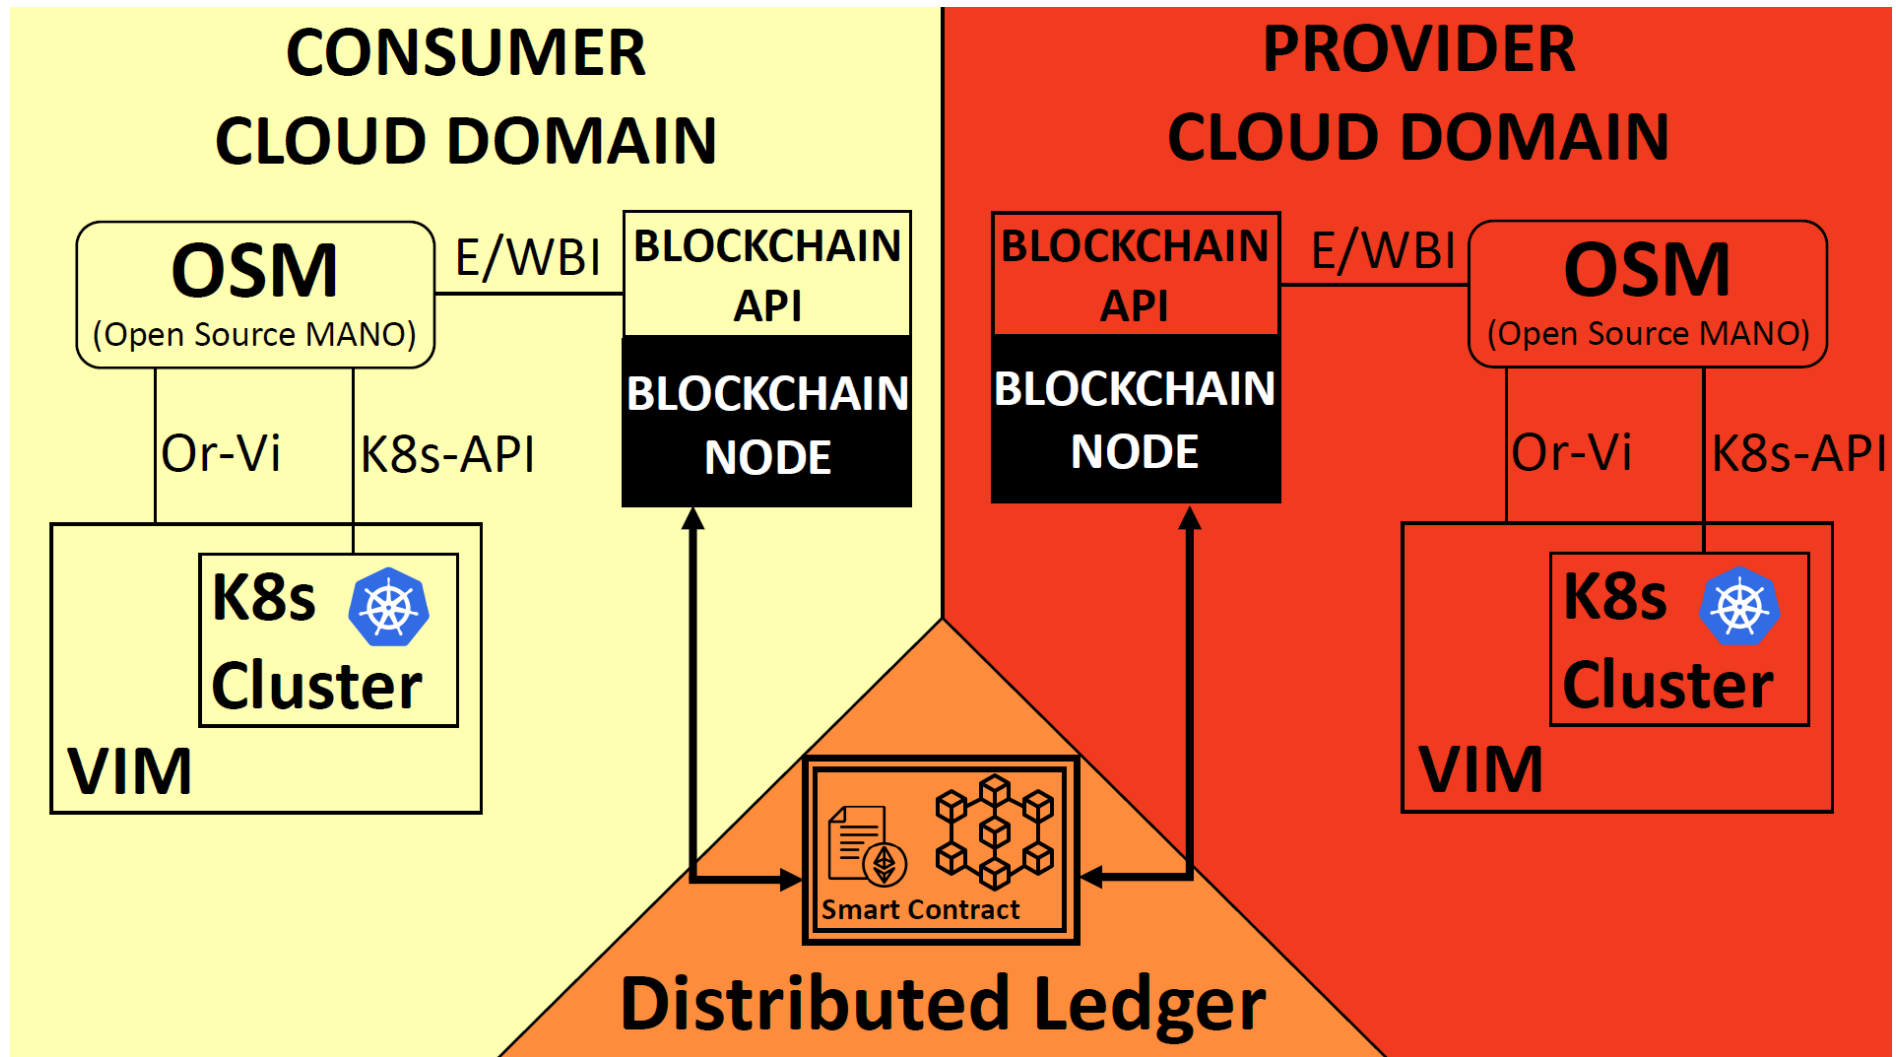 CONSUMER
CLOUD DOMAIN
OSM
(Open Source MANO)
E/WBI
BLOCKCHAIN
API
BLOCKCHAIN
NODE
Or-Vi
K8s-API
K8s
Cluster
VIM
PROVIDER
CLOUD DOMAIN
BLOCKCHAIN
API
BLOCKCHAIN
NODE
E/WBI
OSM
(Open Source MANO)
Or-Vi
K8s-API
K8s
Cluster
VIM
Smart Contract
Distributed Ledger